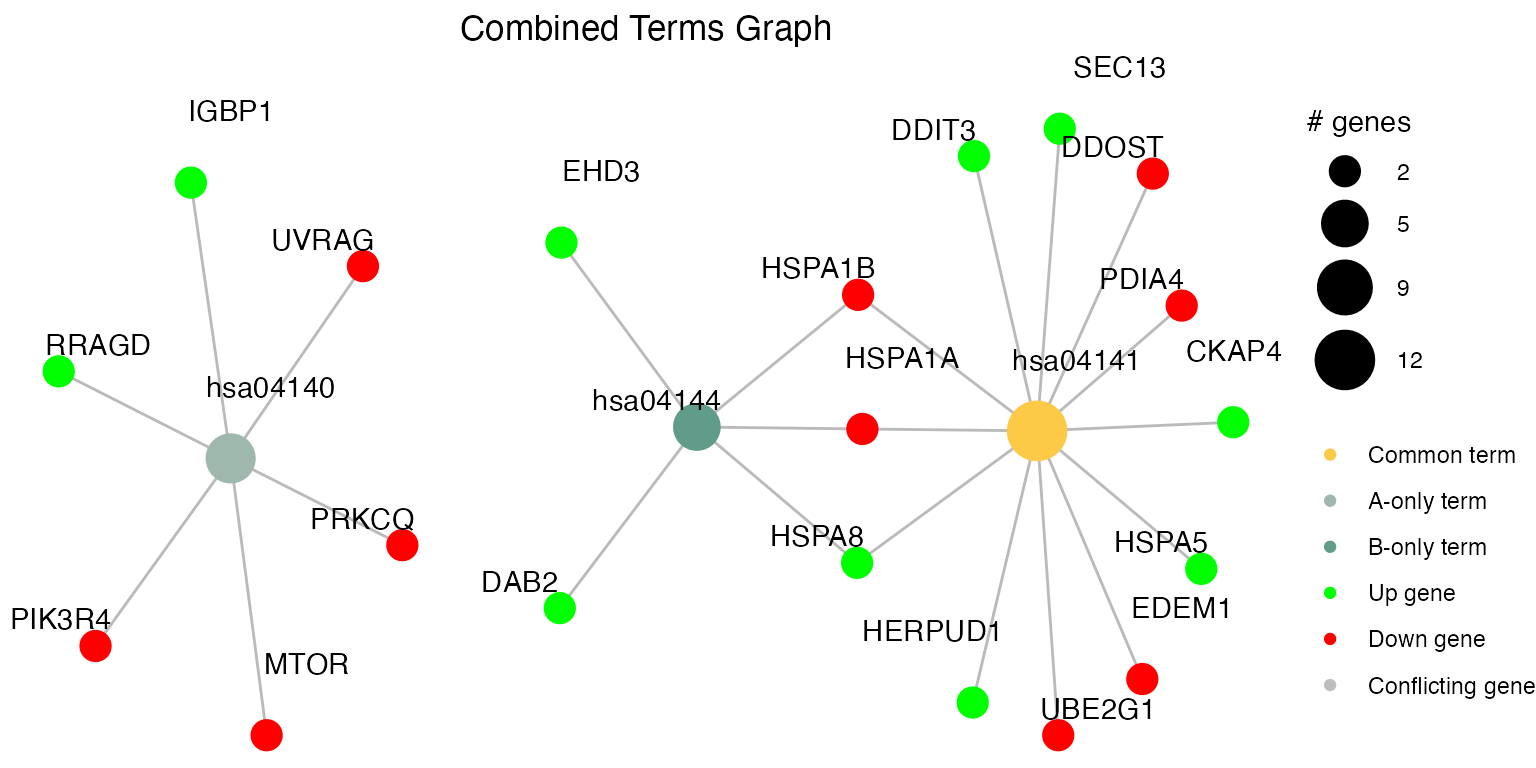 Combined Terms Graph
SEC13
IGBP1
# genes
DDIT3
DDOST
EHD3
2
5
UVRAG
HSPA1B
PDIA4
9
RRAGD
HSPA1A
hsa04141
CKAP4
12
hsa04140
hsa04144
Common term
A-only term
PRKCQ
HSPA8
HSPA5
B-only term
DAB2
Up gene
EDEM1
PIK3R4
HERPUD1
Down gene
MTOR
Conflicting gene
UBE2G1